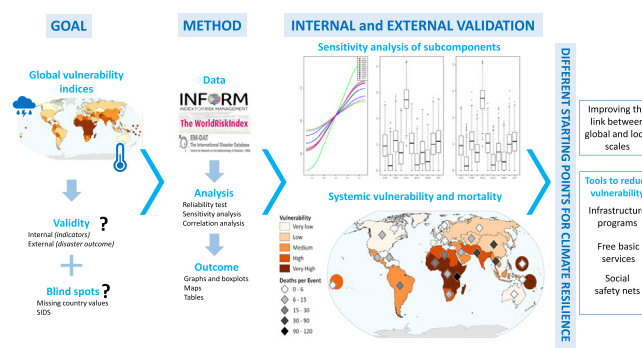 GOAL
Global vulnerability
indices
Validity ?
Internal (indicators)
External (disaster outcome)
Blind spots ?
Missing country values
SIDS
METHOD
Data
INFORM
INDEX FOR RISK MANAGEMENT
The WorldRiskIndex
EM-DAT
The International Disaster Database
Analysis
Reliability test
Sensitivity analysis
Correlation analysis
Outcome
Graphs and boxplots
Maps
Tables
INTERNAL and EXTERNAL VALIDATION
Sensitivity analysis of subcomponents
Systemic vulnerability and mortality
Vulnerability
Very low
Low
Medium
High
Very High
Deaths per Event
0 - 6
6 - 15
15 - 30
30 - 90
90 - 120
DIFFERENT STARTING POINTS FOR CLIMATE RESILIENCE
Improving th
link between
global and loc
scales
Tools to reduc
vulnerability
Infrastructure
programs
Free basic
services
Social
safety nets